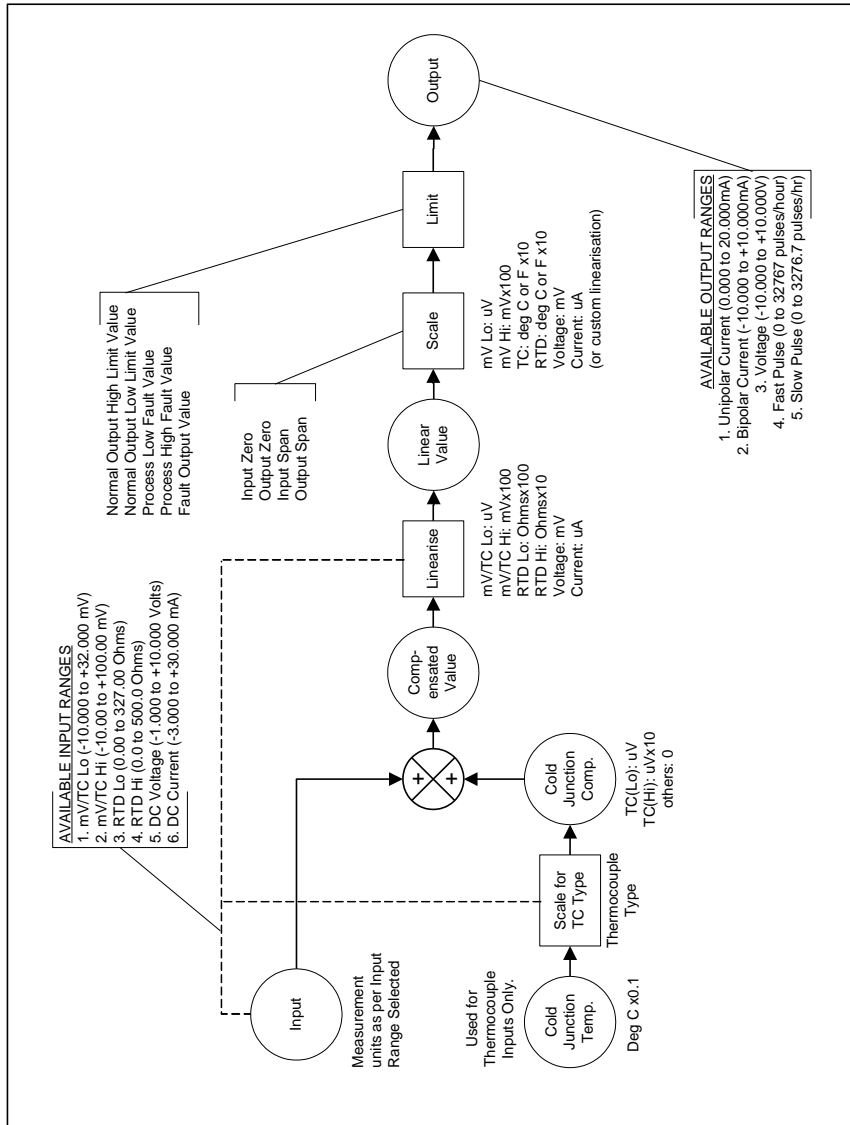 AVAILABLE INPUT RANGES
1. mV/TC Lo (-10.000 to +32.000 mV)
2. mV/TC Hi (-10.00 to +100.00 mV)
3. RTD Lo (0.00 to 327.00 Ohms)
4. RTD Hi (0.0 to 500.0 Ohms)
5. DC Voltage (-1.000 to +10.000 Volts)
6. DC Current (-3.000 to +30.000 mA)
Normal Output High Limit Value
Normal Output Low Limit Value
Process Low Fault Value
Process High Fault Value
Fault Output Value
Input Zero
Output Zero
Input Span
Output Span
Input
Measurement
units as per Input
Range Selected
+
+
Comp-
ensated
Value
Linearise
mV/TC Lo: uV
mV/TC Hi: mVx100
RTD Lo: Ohmsx100
RTD Hi: Ohmsx10
Voltage: mV
Current: uA
Linear
Value
Scale
mV Lo: uV
mV Hi: mVx100
TC: deg C or F x10
RTD: deg C or F x10
Voltage: mV
Current: uA
(or custom linearisation)
Limit
Output
Used for
Thermocouple
Inputs Only.
Cold
Junction
Temp.
Deg C x0.1
Scale for
TC Type
Thermocouple
Type
Cold
Junction
Comp.
TC(Lo): uV
TC(Hi): uVx10
others: 0
AVAILABLE OUTPUT RANGES
1. Unipolar Current (0.000 to 20.000mA)
2. Bipolar Current (-10.000 to +10.000mA)
3. Voltage (-10.000 to +10.000V)
4. Fast Pulse (0 to 32767 pulses/hour)
5. Slow Pulse (0 to 3276.7 pulses/hr)